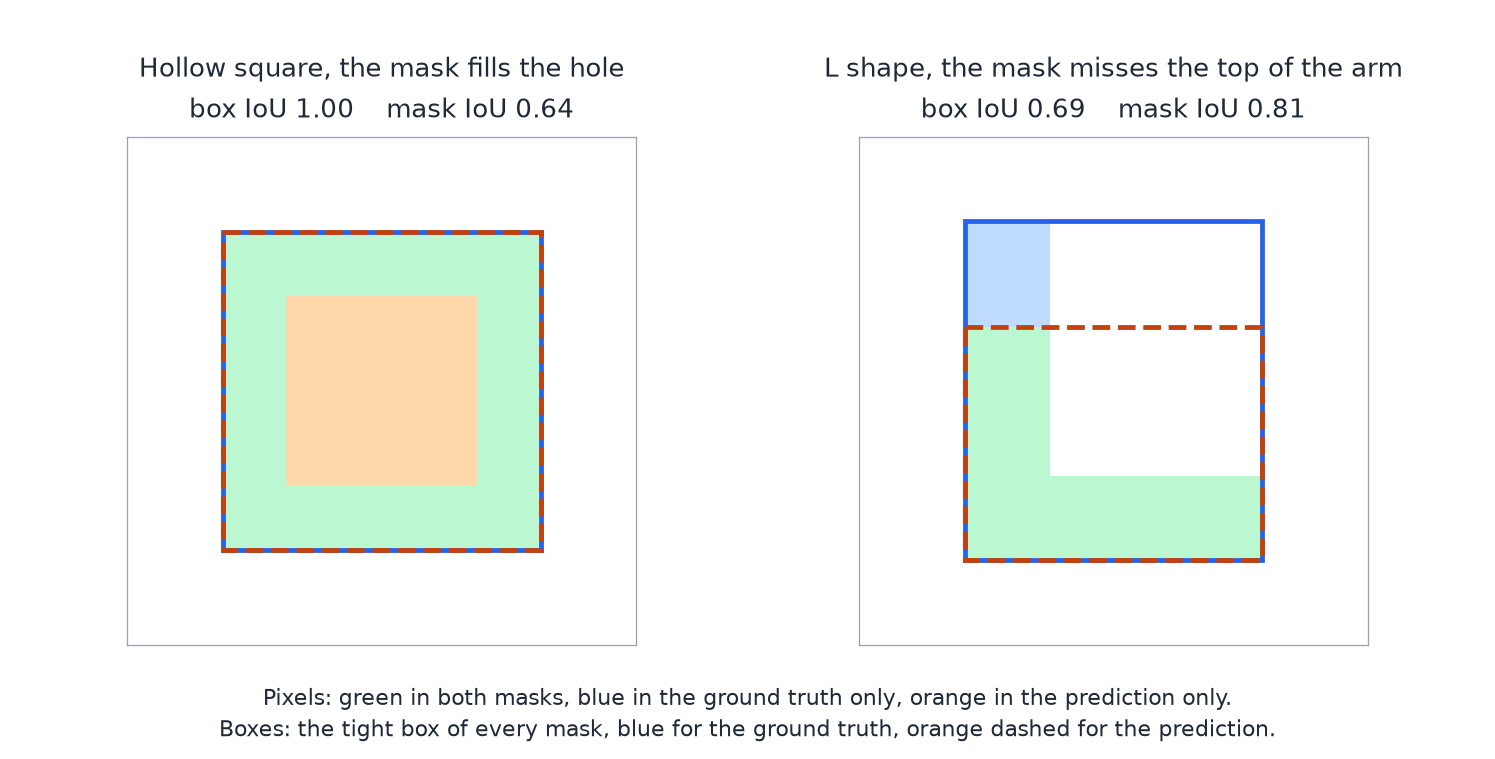 Hollow square, the mask fills the hole
box IoU 1.00    mask IoU 0.64
L shape, the mask misses the top of the arm
box IoU 0.69    mask IoU 0.81
Pixels: green in both masks, blue in the ground truth only, orange in the prediction only.
Boxes: the tight box of every mask, blue for the ground truth, orange dashed for the prediction.